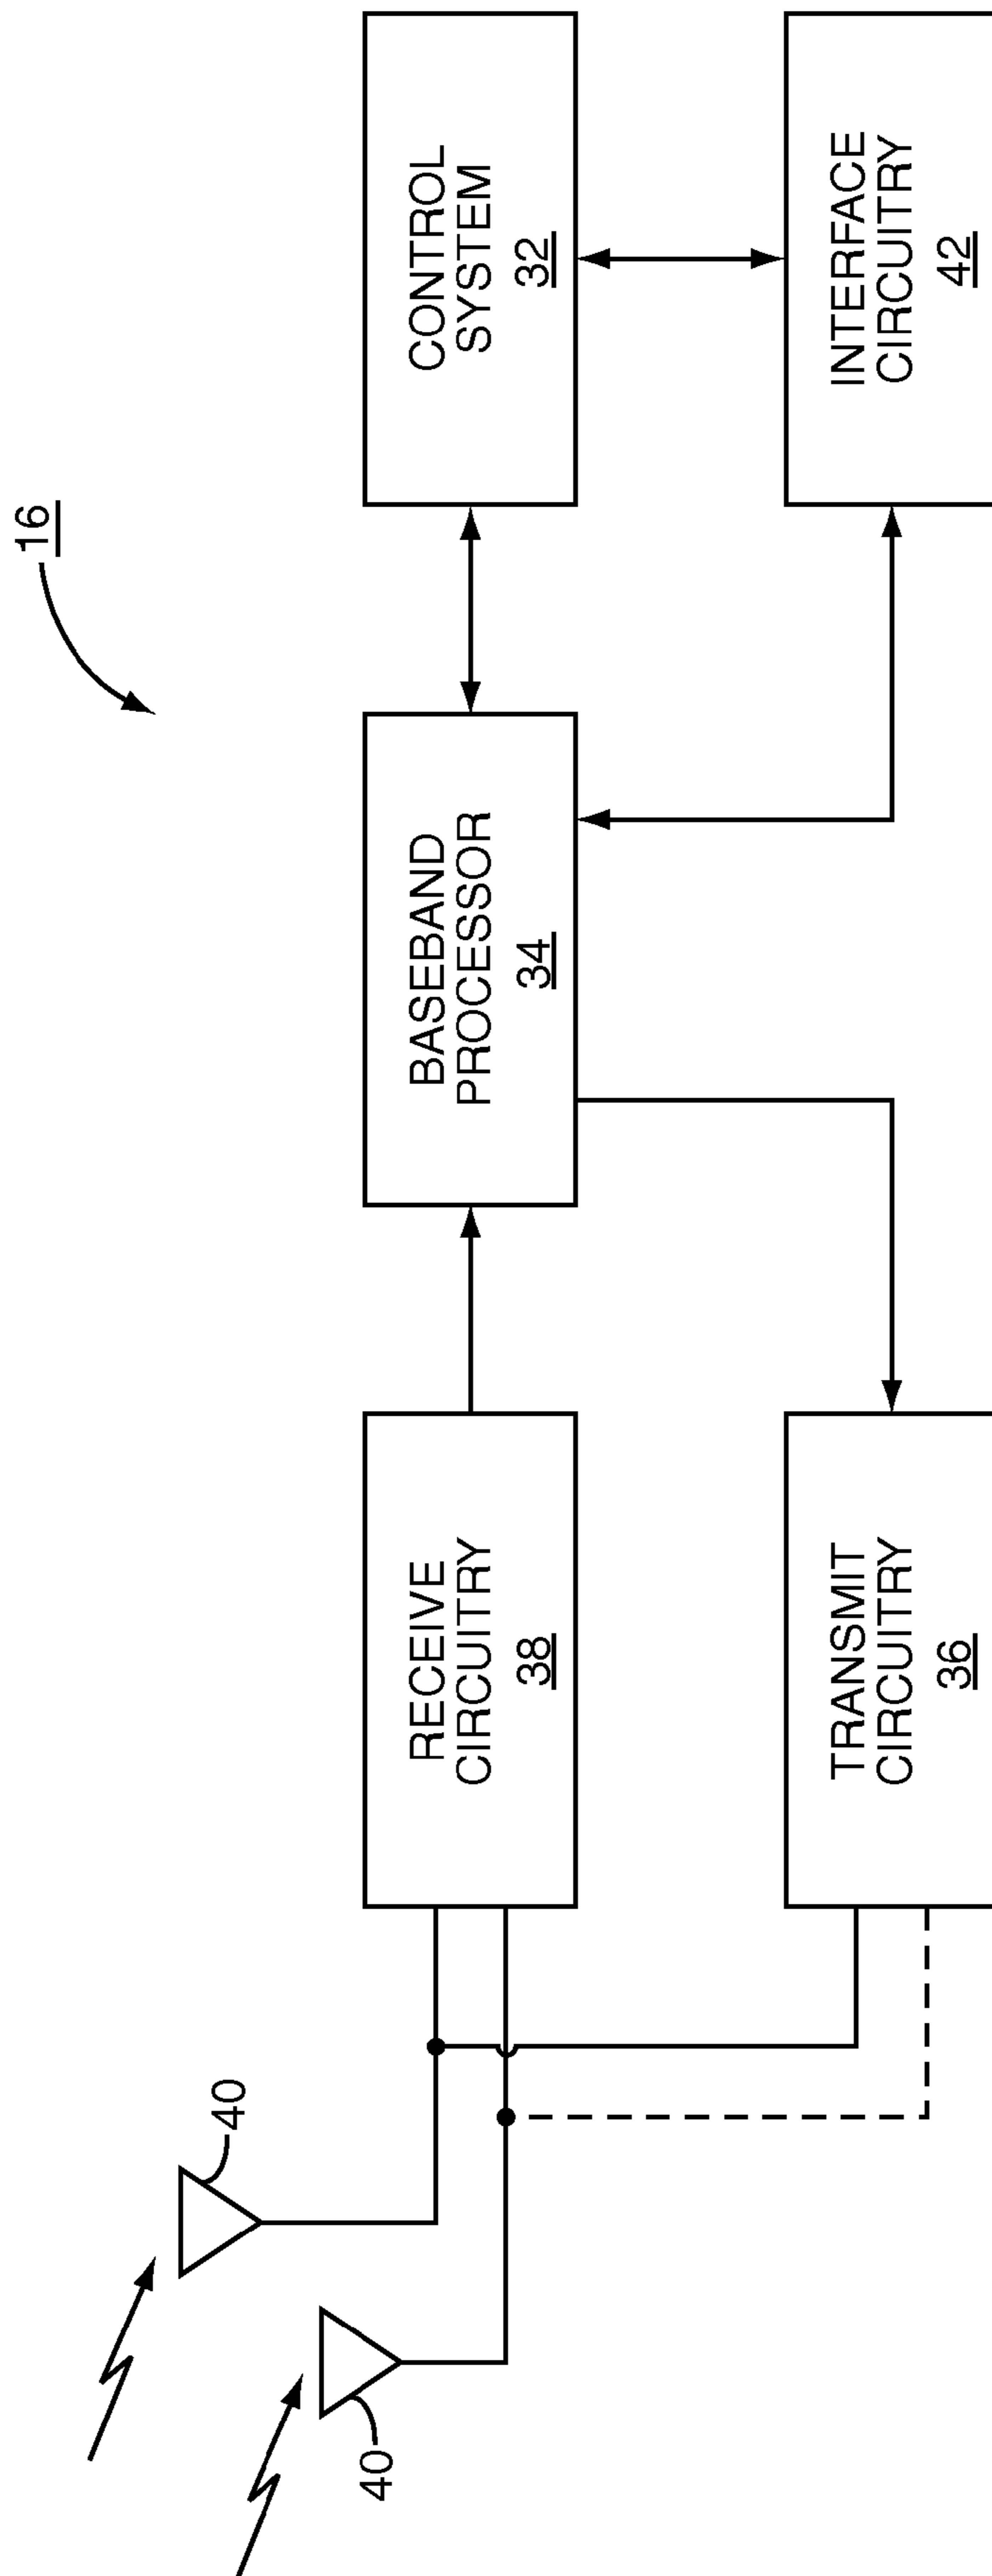 16
40
40
RECEIVE
CIRCUITRY
38
BASEBAND
PROCESSOR
34
CONTROL
SYSTEM
32
TRANSMIT
CIRCUITRY
36
INTERFACE
CIRCUITRY
42